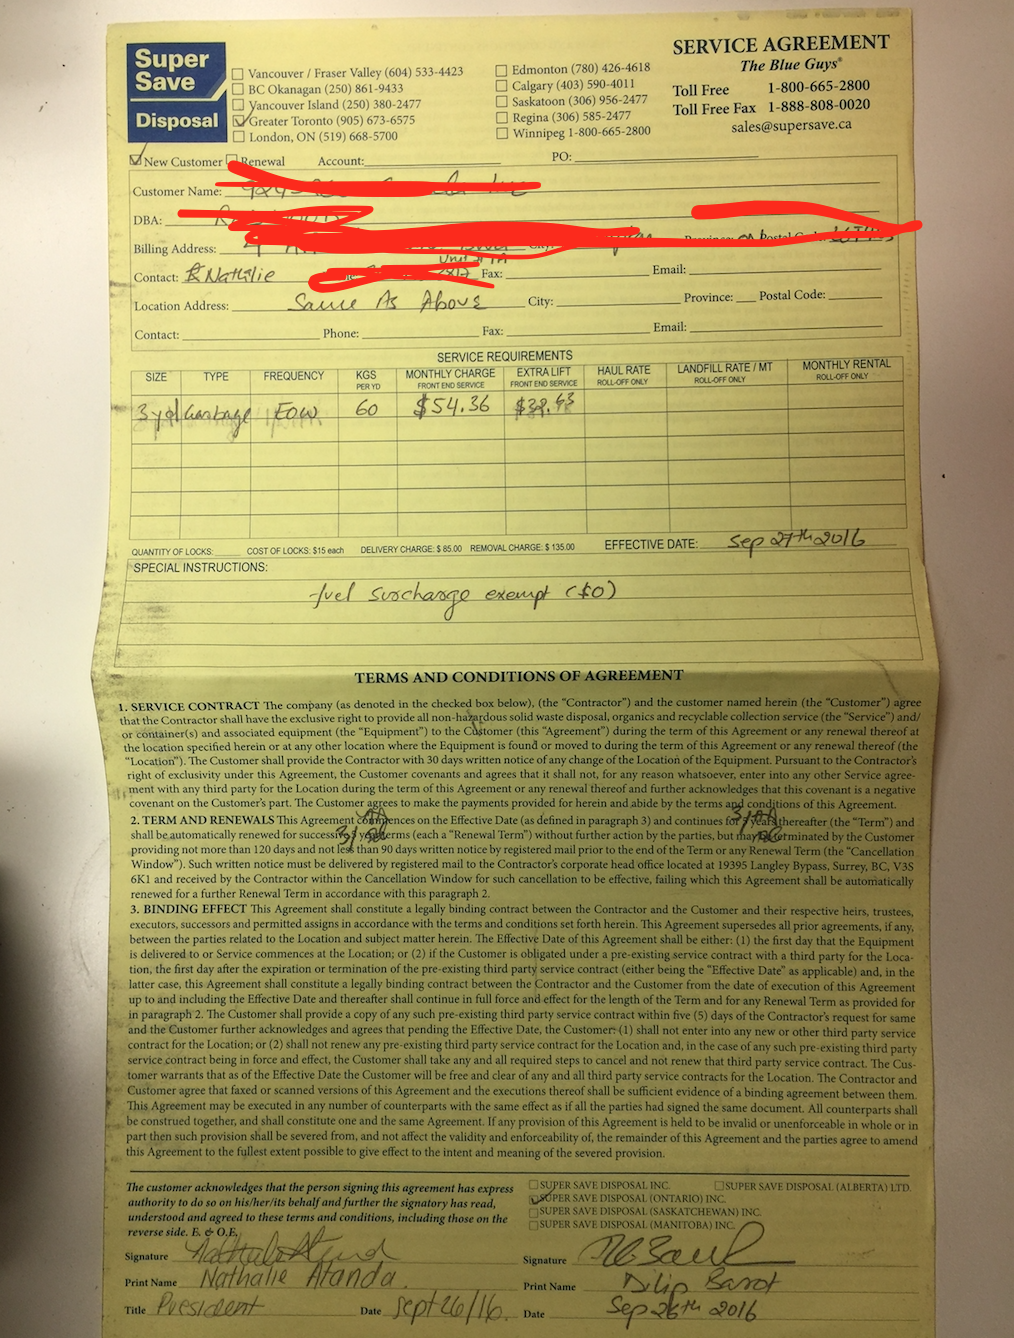 Super
Save
Disposal
Vancouver / Fraser Valley (604) 533-4423
BC Okanagan (250) 861-9433
Vancouver Island (250) 380-2477
Greater Toronto (905) 673-6575
London, ON (519) 668-5700
Edmonton (780) 426-4618
Calgary (403) 590-4011
Saskatoon (306) 956-2477
Regina (306) 585-2477
Winnipeg 1-800-665-2800
SERVICE AGREEMENT
The Blue Guys®
Toll Free 1-800-665-2800
Toll Free Fax 1-888-808-0020
sales@supersave.ca
New Customer Renewal Account: PO:
Customer Name:
DBA:
Billing Address: City: Province: ON Postal Code:
Contact: Nathalie Fax: Email:
Location Address: Same As Above City: Province: Postal Code:
Contact: Phone: Fax: Email:
SERVICE REQUIREMENTS
SIZE TYPE FREQUENCY KGS PER YD MONTHLY CHARGE FRONT END SERVICE EXTRA LIFT FRONT END SERVICE HAUL RATE ROLL-OFF ONLY LANDFILL RATE / MT ROLL-OFF ONLY MONTHLY RENTAL ROLL-OFF ONLY
3 yd Garbage EOW 60 $54.36 $38.63
QUANTITY OF LOCKS: COST OF LOCKS: $15 each DELIVERY CHARGE: $ 85.00 REMOVAL CHARGE: $ 135.00 EFFECTIVE DATE: Sep 27th 2016
SPECIAL INSTRUCTIONS:
-fuel surcharge exempt ($0)
TERMS AND CONDITIONS OF AGREEMENT
1. SERVICE CONTRACT The company (as denoted in the checked box below), (the "Contractor") and the customer named herein (the "Customer") agree
that the Contractor shall have the exclusive right to provide all non-hazardous solid waste disposal, organics and recyclable collection service (the "Service") and/
or container(s) and associated equipment (the "Equipment") to the Customer (this "Agreement") during the term of this Agreement or any renewal thereof at
the location specified herein or at any other location where the Equipment is found or moved to during the term of this Agreement or any renewal thereof (the
"Location"). The Customer shall provide the Contractor with 30 days written notice of any change of the Location of the Equipment. Pursuant to the Contractor's
right of exclusivity under this Agreement, the Customer covenants and agrees that it shall not, for any reason whatsoever, enter into any other Service agree-
ment with any third party for the Location during the term of this Agreement or any renewal thereof and further acknowledges that this covenant is a negative
covenant on the Customer's part. The Customer agrees to make the payments provided for herein and abide by the terms and conditions of this Agreement.
2. TERM AND RENEWALS This Agreement commences on the Effective Date (as defined in paragraph 3) and continues for 3 years thereafter (the "Term") and
shall be automatically renewed for successive 3 year terms (each a "Renewal Term") without further action by the parties, but may be terminated by the Customer
providing not more than 120 days and not less than 90 days written notice by registered mail prior to the end of the Term or any Renewal Term (the "Cancellation
Window"). Such written notice must be delivered by registered mail to the Contractor's corporate head office located at 19395 Langley Bypass, Surrey, BC, V3S
6K1 and received by the Contractor within the Cancellation Window for such cancellation to be effective, failing which this Agreement shall be automatically
renewed for a further Renewal Term in accordance with this paragraph 2.
3. BINDING EFFECT This Agreement shall constitute a legally binding contract between the Contractor and the Customer and their respective heirs, trustees,
executors, successors and permitted assigns in accordance with the terms and conditions set forth herein. This Agreement supersedes all prior agreements, if any,
between the parties related to the Location and subject matter herein. The Effective Date of this Agreement shall be either: (1) the first day that the Equipment
is delivered to or Service commences at the Location; or (2) if the Customer is obligated under a pre-existing service contract with a third party for the Loca-
tion, the first day after the expiration or termination of the pre-existing third party service contract (either being the "Effective Date" as applicable) and, in the
latter case, this Agreement shall constitute a legally binding contract between the Contractor and the Customer from the date of execution of this Agreement
up to and including the Effective Date and thereafter shall continue in full force and effect for the length of the Term and for any Renewal Term as provided for
in paragraph 2. The Customer shall provide a copy of any such pre-existing third party service contract within five (5) days of the Contractor's request for same
and the Customer further acknowledges and agrees that pending the Effective Date, the Customer: (1) shall not enter into any new or other third party service
contract for the Location; or (2) shall not renew any pre-existing third party service contract for the Location and, in the case of any such pre-existing third party
service contract being in force and effect, the Customer shall take any and all required steps to cancel and not renew that third party service contract. The Cus-
tomer warrants that as of the Effective Date the Customer will be free and clear of any and all third party service contracts for the Location. The Contractor and
Customer agree that faxed or scanned versions of this Agreement and the executions thereof shall be sufficient evidence of a binding agreement between them.
This Agreement may be executed in any number of counterparts with the same effect as if all the parties had signed the same document. All counterparts shall
be construed together, and shall constitute one and the same Agreement. If any provision of this Agreement is held to be invalid or unenforceable in whole or in
part then such provision shall be severed from, and not affect the validity and enforceability of, the remainder of this Agreement and the parties agree to amend
this Agreement to the fullest extent possible to give effect to the intent and meaning of the severed provision.
The customer acknowledges that the person signing this agreement has express
authority to do so on his/her/its behalf and further the signatory has read,
understood and agreed to these terms and conditions, including those on the
reverse side. E. & O.E.
SUPER SAVE DISPOSAL INC. SUPER SAVE DISPOSAL (ALBERTA) LTD.
SUPER SAVE DISPOSAL (ONTARIO) INC.
SUPER SAVE DISPOSAL (SASKATCHEWAN) INC.
SUPER SAVE DISPOSAL (MANITOBA) INC.
Signature
Print Name Nathalie Atanda
Title President Date Sept 26/16
Signature
Print Name Dilip Barot
Date Sep 26th 2016